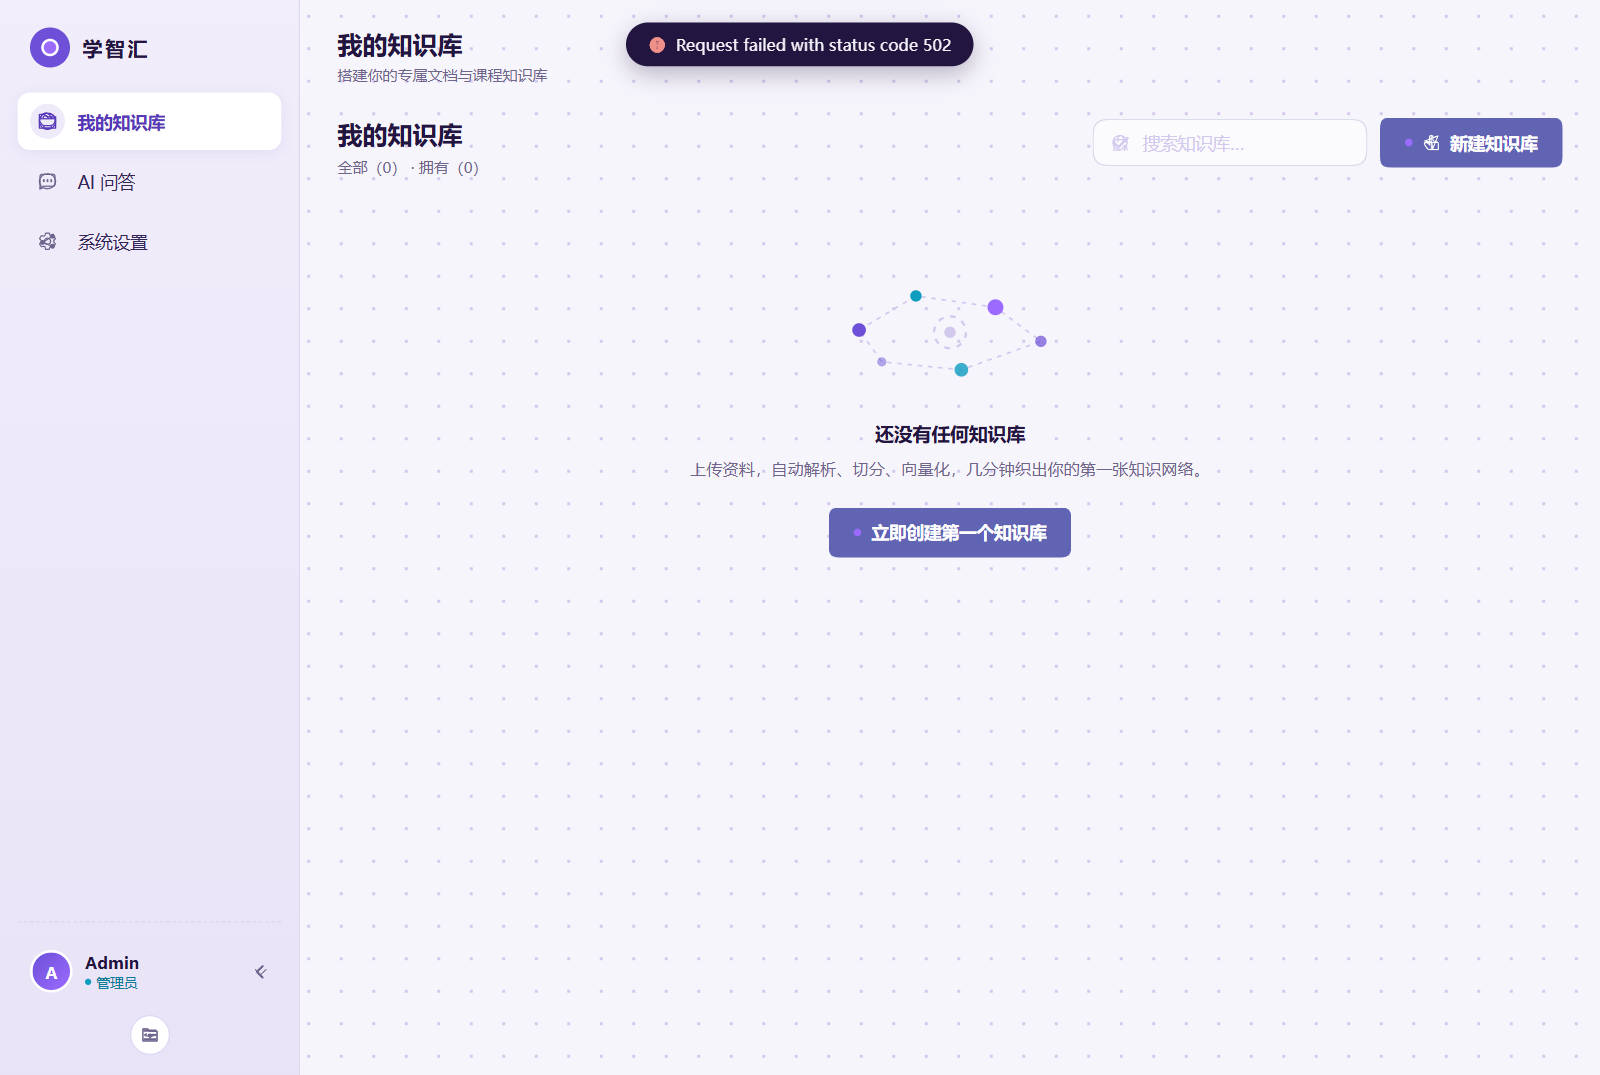 学智汇
我的知识库
AI 问答
系统设置
Admin
管理员
A
我的知识库
搭建你的专属文档与课程知识库
Request failed with status code 502
我的知识库
全部（0） · 拥有（0）
搜索知识库...
新建知识库
还没有任何知识库
上传资料，自动解析、切分、向量化，几分钟织出你的第一张知识网络。
立即创建第一个知识库